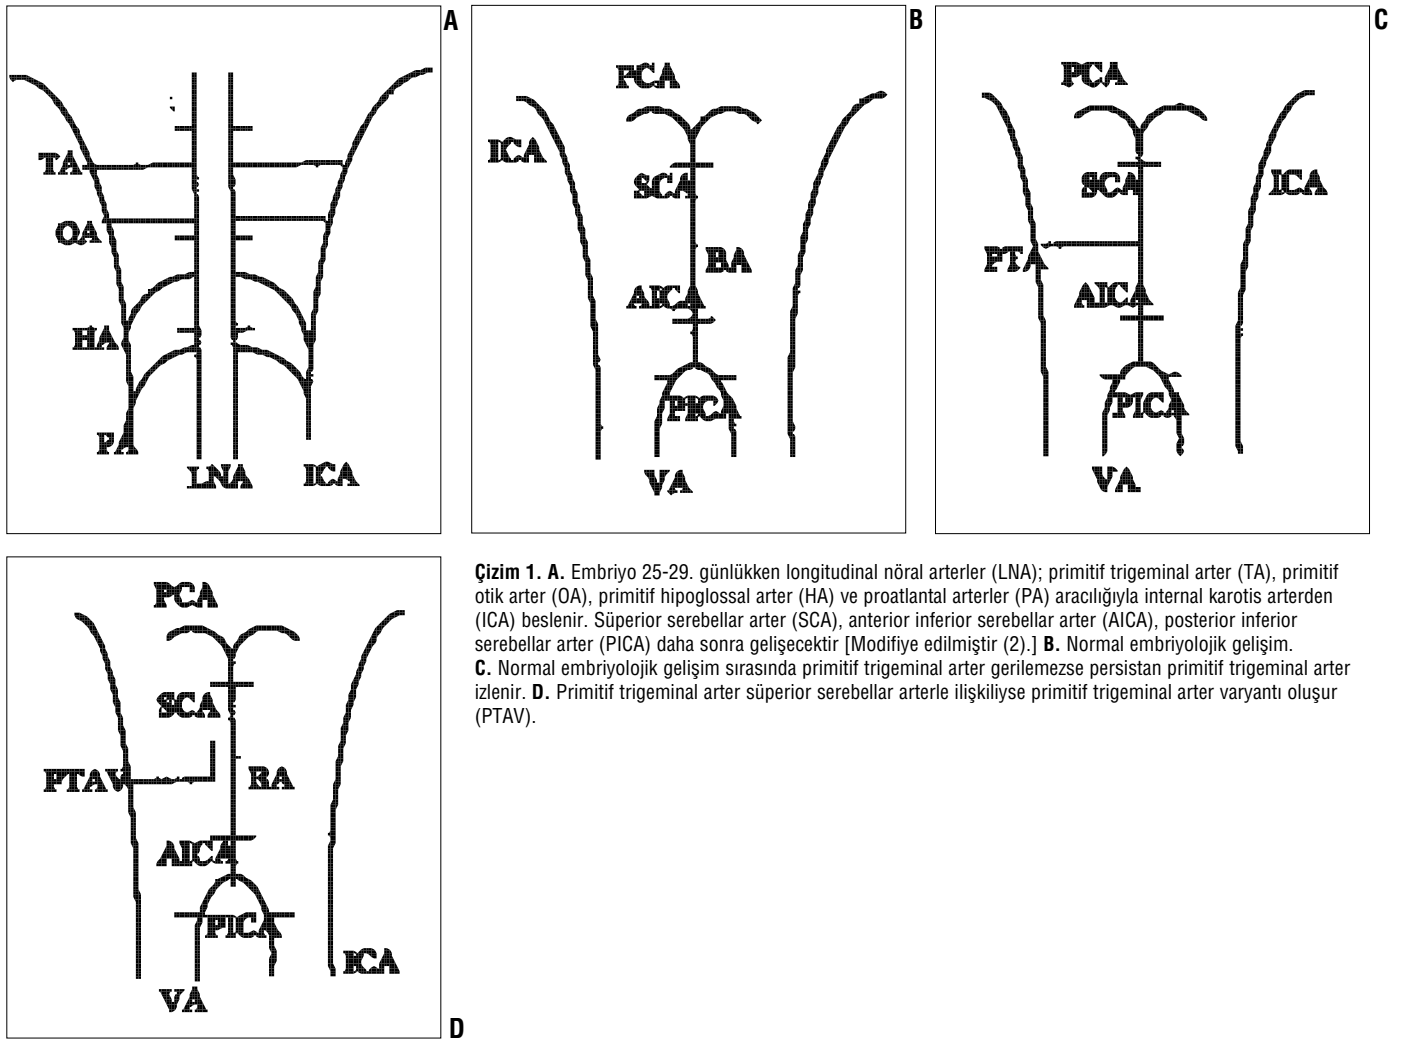 A
TA
OA
HA
PA
LNA
ICA
B
PCA
ICA
SCA
BA
AICA
PICA
VA
C
PCA
SCA
ICA
PTA
AICA
PICA
VA
PCA
SCA
PTAV
BA
AICA
PICA
ICA
VA
D
Çizim 1. A. Embriyo 25-29. günlükken longitudinal nöral arterler (LNA); primitif trigeminal arter (TA), primitif
otik arter (OA), primitif hipoglossal arter (HA) ve proatlantal arterler (PA) aracılığıyla internal karotis arterden
(ICA) beslenir. Süperior serebellar arter (SCA), anterior inferior serebellar arter (AICA), posterior inferior
serebellar arter (PICA) daha sonra gelişecektir [Modifiye edilmiştir (2).] B. Normal embriyolojik gelişim.
C. Normal embriyolojik gelişim sırasında primitif trigeminal arter gerilemezse persistan primitif trigeminal arter
izlenir. D. Primitif trigeminal arter süperior serebellar arterle ilişkiliyse primitif trigeminal arter varyantı oluşur
(PTAV).